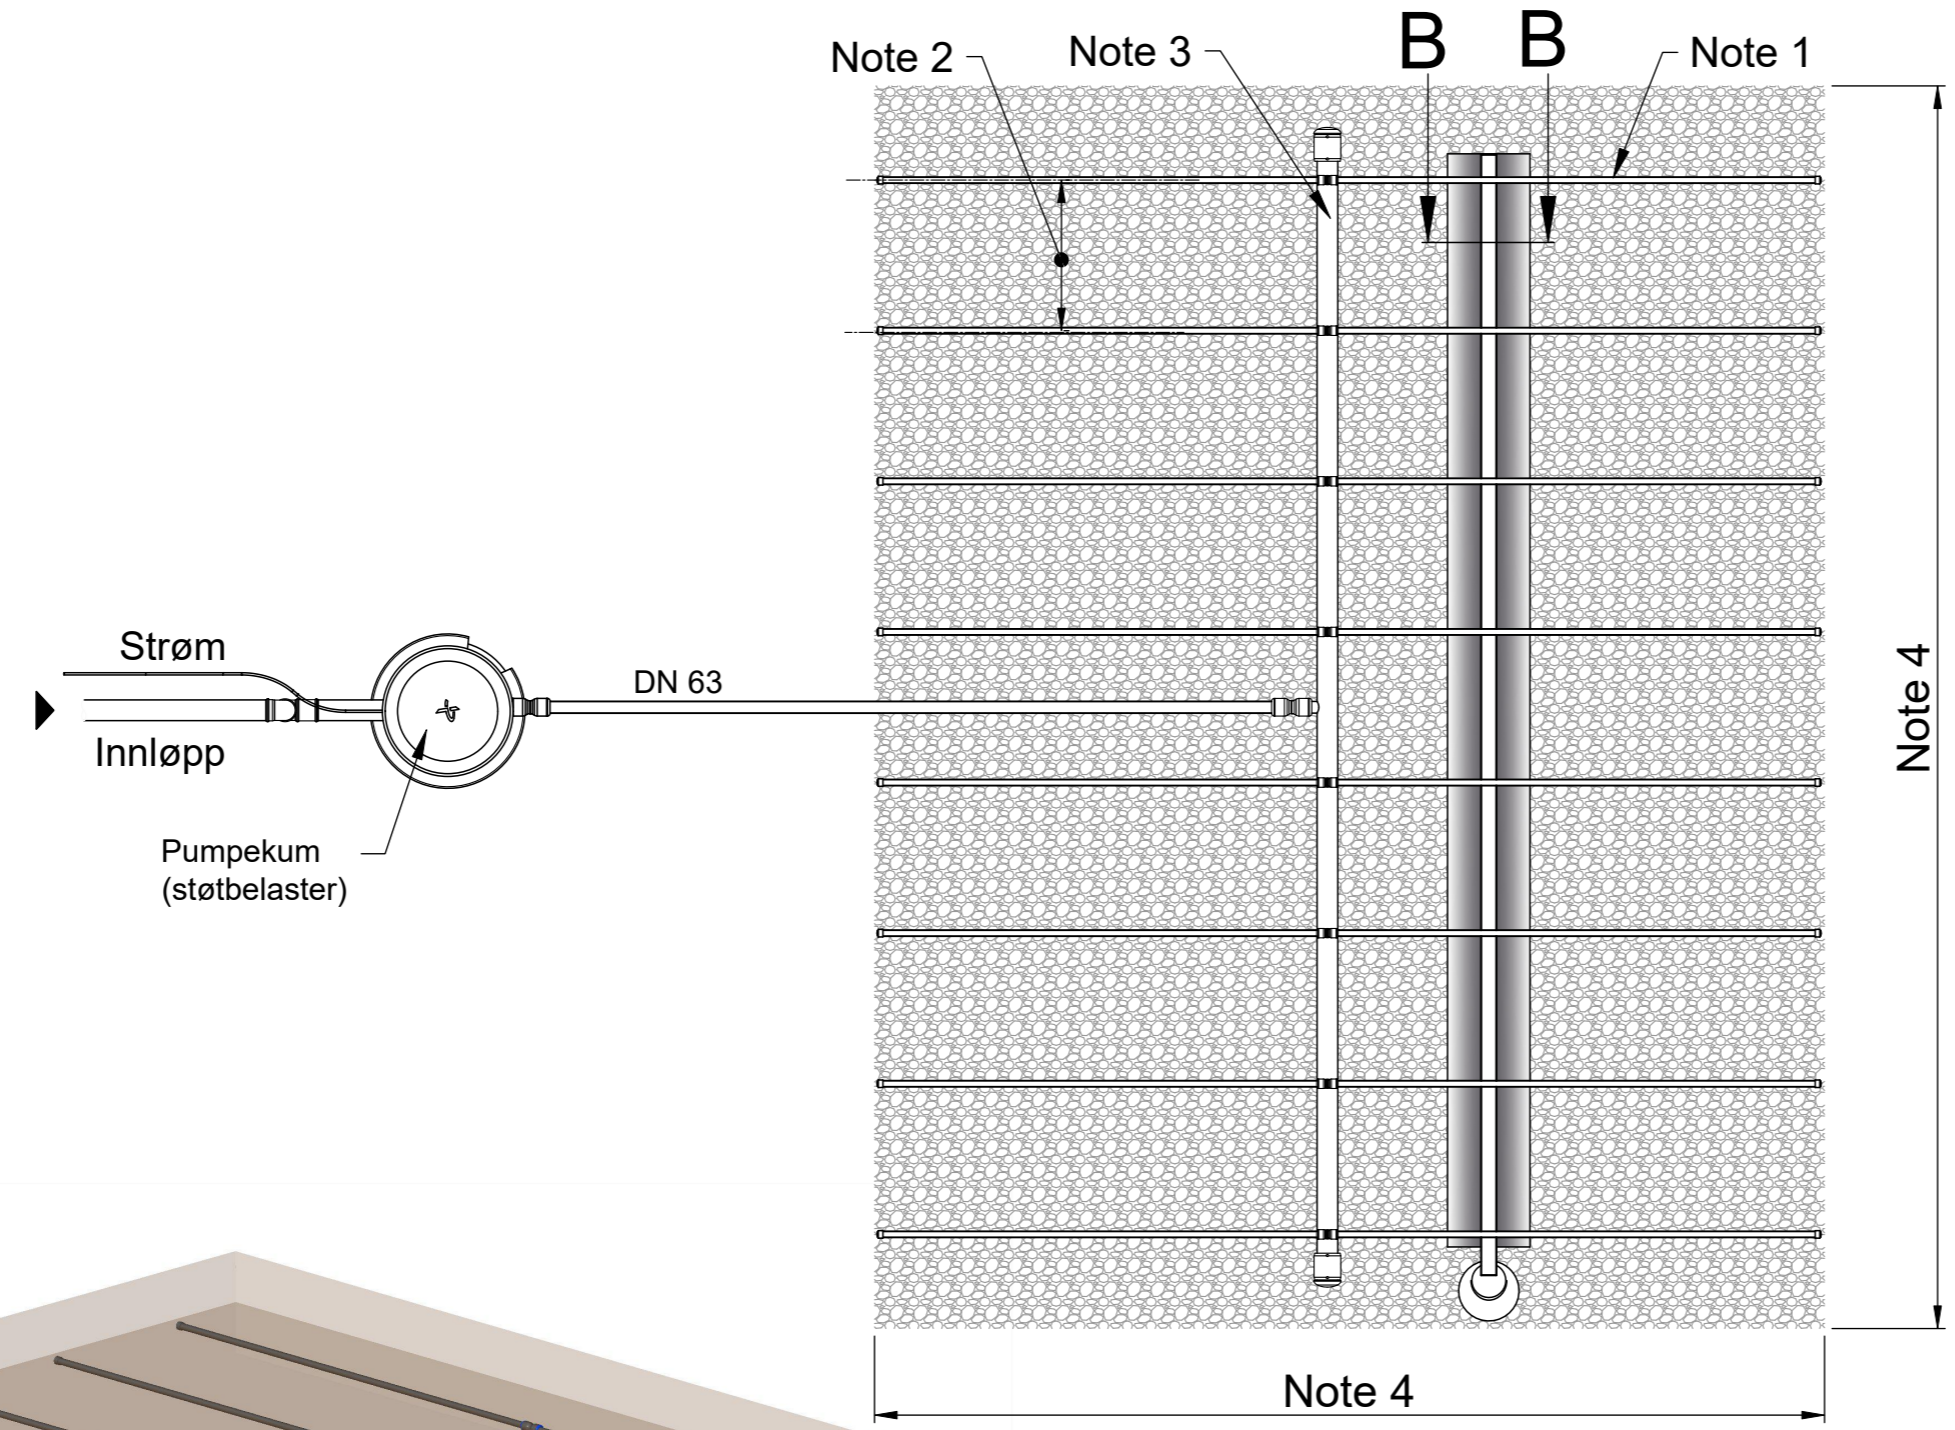 Note 2
Note 3
B
B
Note 1
Strøm
Innløpp
DN 63
Pumpekum
(støtbelaster)
Note 4
Note 4